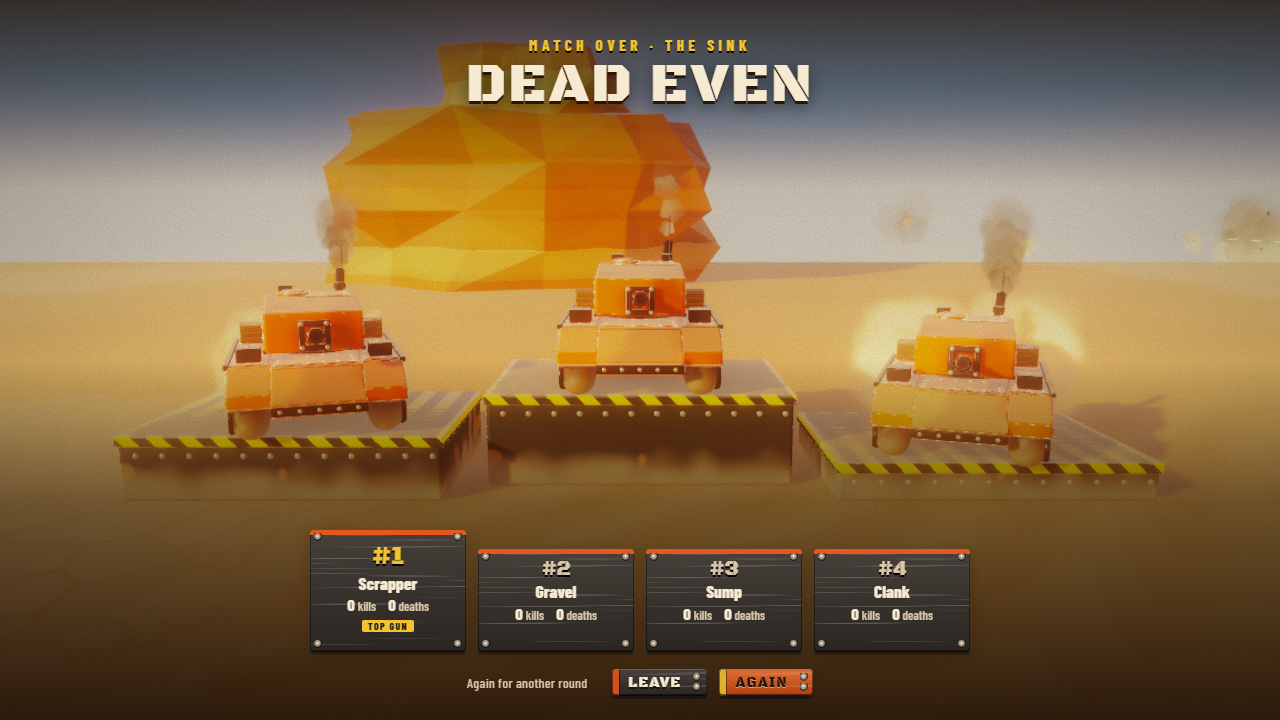 MATCH OVER · THE SINK
DEAD EVEN
#1
Scrapper
0 kills 0 deaths
TOP GUN
#2
Gravel
0 kills 0 deaths
#3
Sump
0 kills 0 deaths
#4
Clank
0 kills 0 deaths
Again for another round
LEAVE
AGAIN